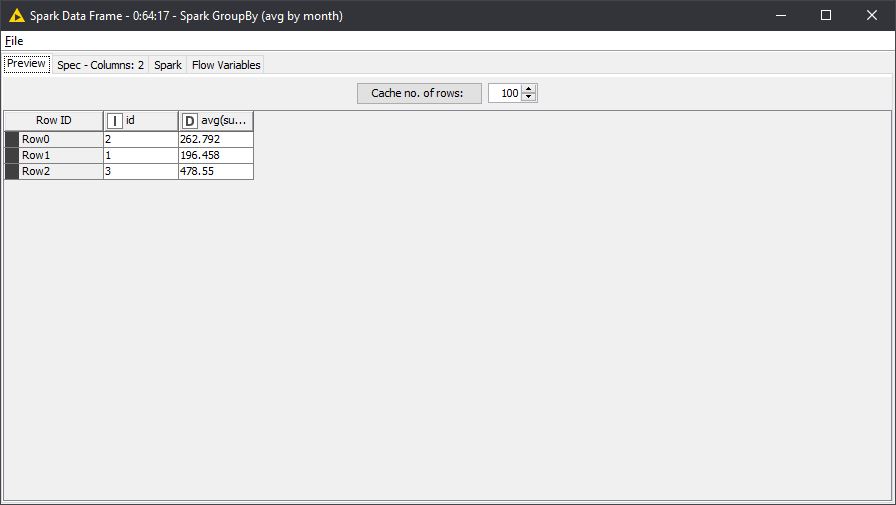 Spark Data Frame - 0:64:17 - Spark GroupBy (avg by month)
File
Preview Spec - Columns: 2 Spark Flow Variables
Cache no. of rows: 100
Row ID I id D avg(su...
Row0 2 262.792
Row1 1 196.458
Row2 3 478.55